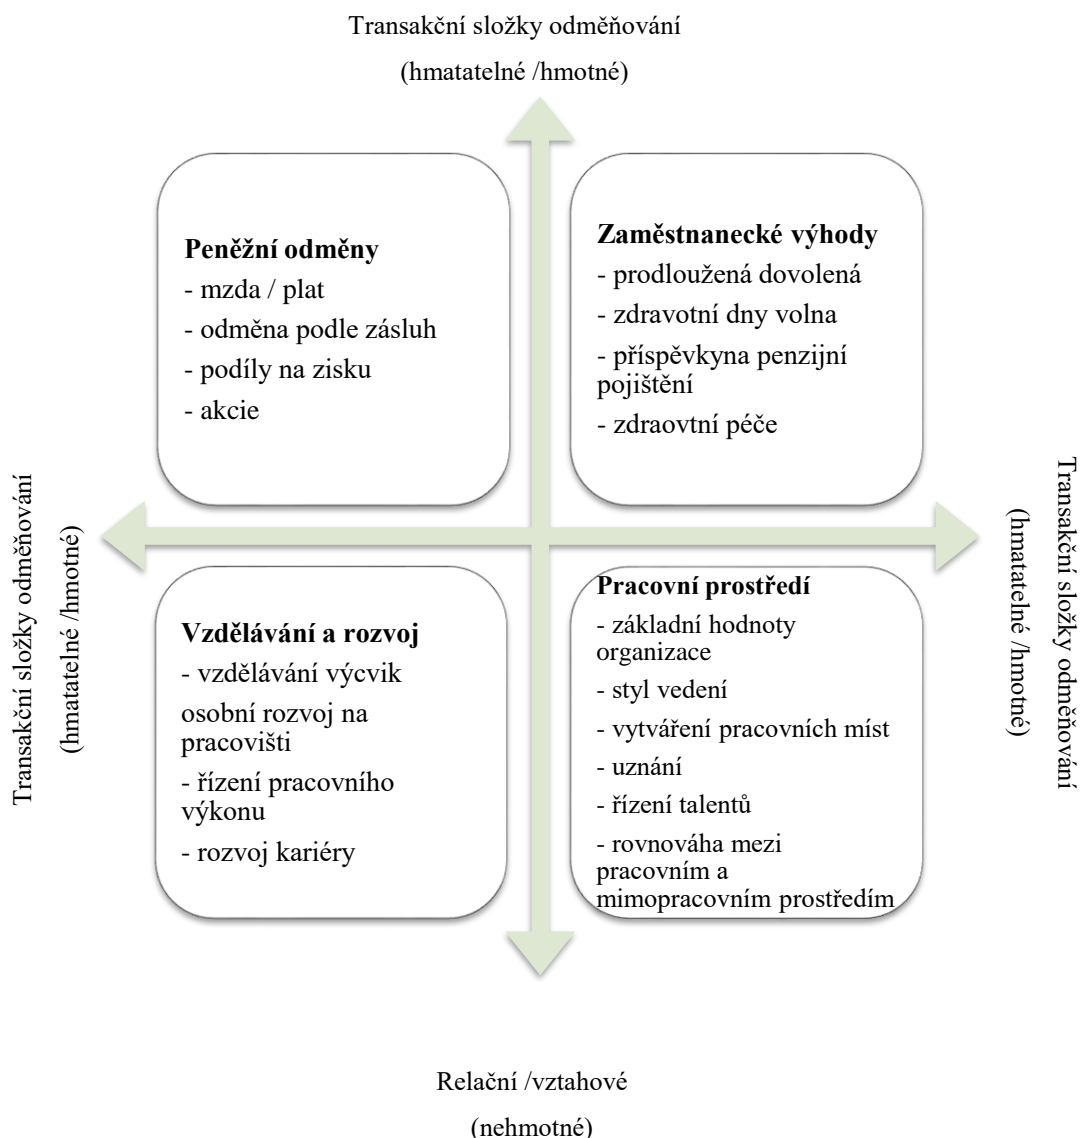 Transakční složky odměňování
(hmatatelné /hmotné)
Peněžní odměny
- mzda / plat
- odměna podle zásluh
- podíly na zisku
- akcie
Zaměstnanecké výhody
- prodloužená dovolená
- zdravotní dny volna
- příspěvkyna penzijní
pojištění
- zdraovtní péče
Transakční složky odměňování
(hmatatelné /hmotné)
Transakční složky odměňování
(hmatatelné /hmotné)
Vzdělávání a rozvoj
- vzdělávání výcvik
osobní rozvoj na
pracovišti
- řízení pracovního
výkonu
- rozvoj kariéry
Pracovní prostředí
- základní hodnoty
organizace
- styl vedení
- vytváření pracovních míst
- uznání
- řízení talentů
- rovnováha mezi
pracovním a
mimopracovním prostředím
Relační /vztahové
(nehmotné)